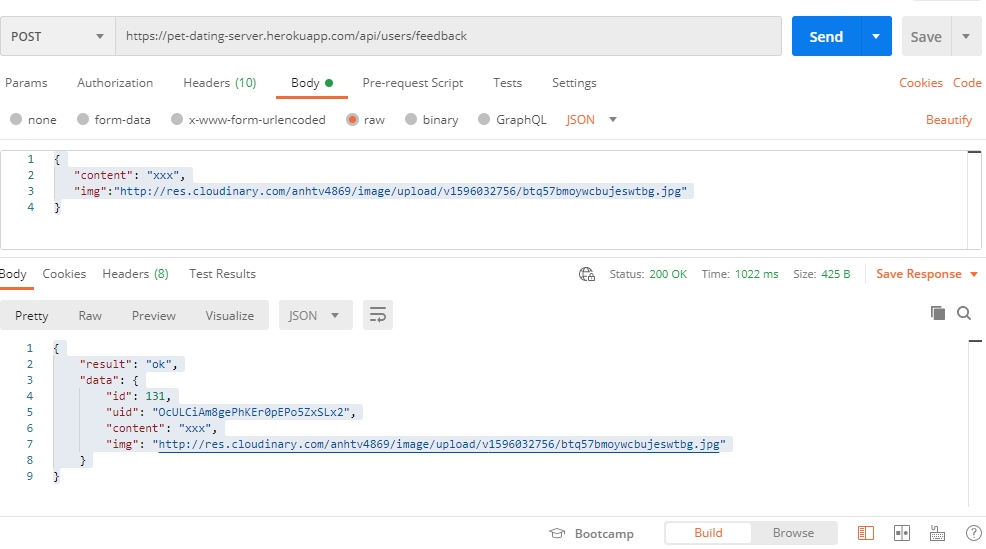 POST https://pet-dating-server.herokuapp.com/api/users/feedback Send Save
Params Authorization Headers (10) Body Pre-request Script Tests Settings Cookies Code
none form-data x-www-form-urlencoded raw binary GraphQL JSON Beautify
1 {
2 "content": "xxx",
3 "img":"http://res.cloudinary.com/anhtv4869/image/upload/v1596032756/btq57bmoywcbujeswtbg.jpg"
4 }
Body Cookies Headers (8) Test Results Status: 200 OK Time: 1022 ms Size: 425 B Save Response
Pretty Raw Preview Visualize JSON
1 {
2 "result": "ok",
3 "data": {
4 "id": 131,
5 "uid": "OcULCiAm8gePhKEr0pEPo5ZxSLx2",
6 "content": "xxx",
7 "img": "http://res.cloudinary.com/anhtv4869/image/upload/v1596032756/btq57bmoywcbujeswtbg.jpg"
8 }
9 }
Bootcamp Build Browse